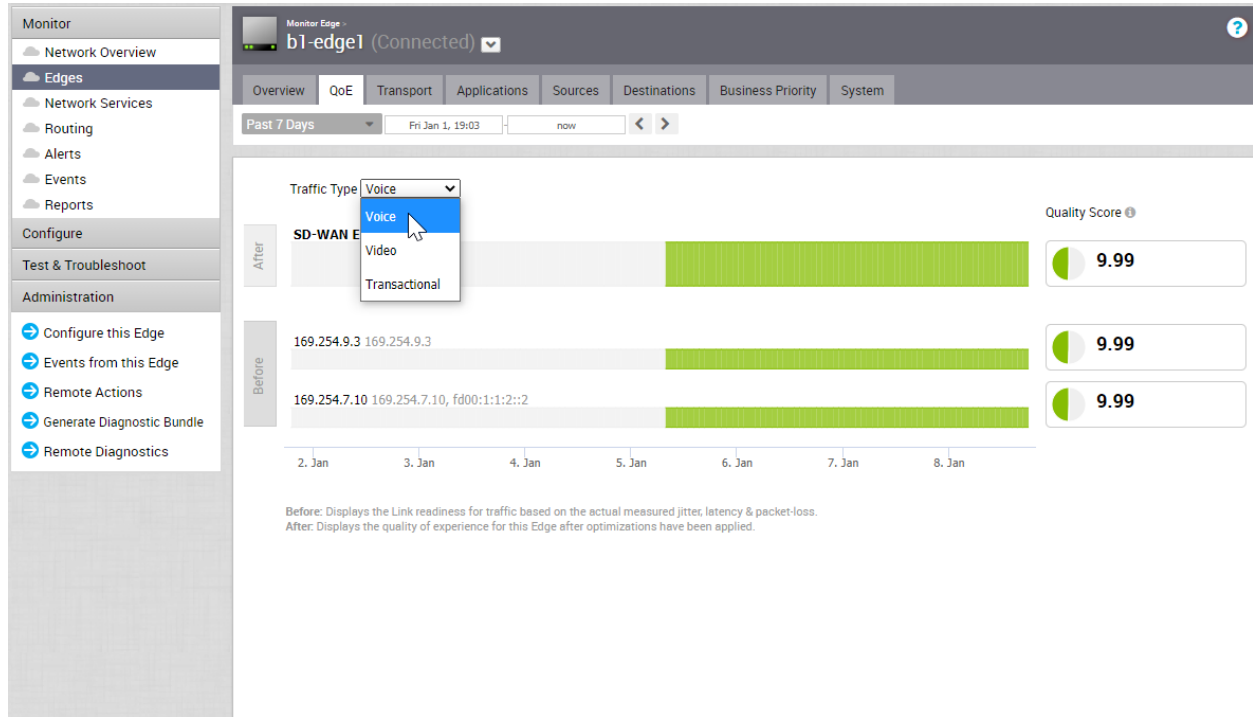 Monitor
Network Overview
Edges
Network Services
Routing
Alerts
Events
Reports
Configure
Test & Troubleshoot
Administration
Configure this Edge
Events from this Edge
Remote Actions
Generate Diagnostic Bundle
Remote Diagnostics
Monitor Edge >
b1-edge1 (Connected)
?
Overview QoE Transport Applications Sources Destinations Business Priority System
Past 7 Days Fri Jan 1, 19:03 - now < >
Traffic Type Voice
Voice
Video
Transactional
Quality Score
After
SD-WAN E
9.99
Before
169.254.9.3 169.254.9.3
9.99
169.254.7.10 169.254.7.10, fd00:1:1:2::2
9.99
2. Jan 3. Jan 4. Jan 5. Jan 6. Jan 7. Jan 8. Jan
Before: Displays the Link readiness for traffic based on the actual measured jitter, latency & packet-loss.
After: Displays the quality of experience for this Edge after optimizations have been applied.